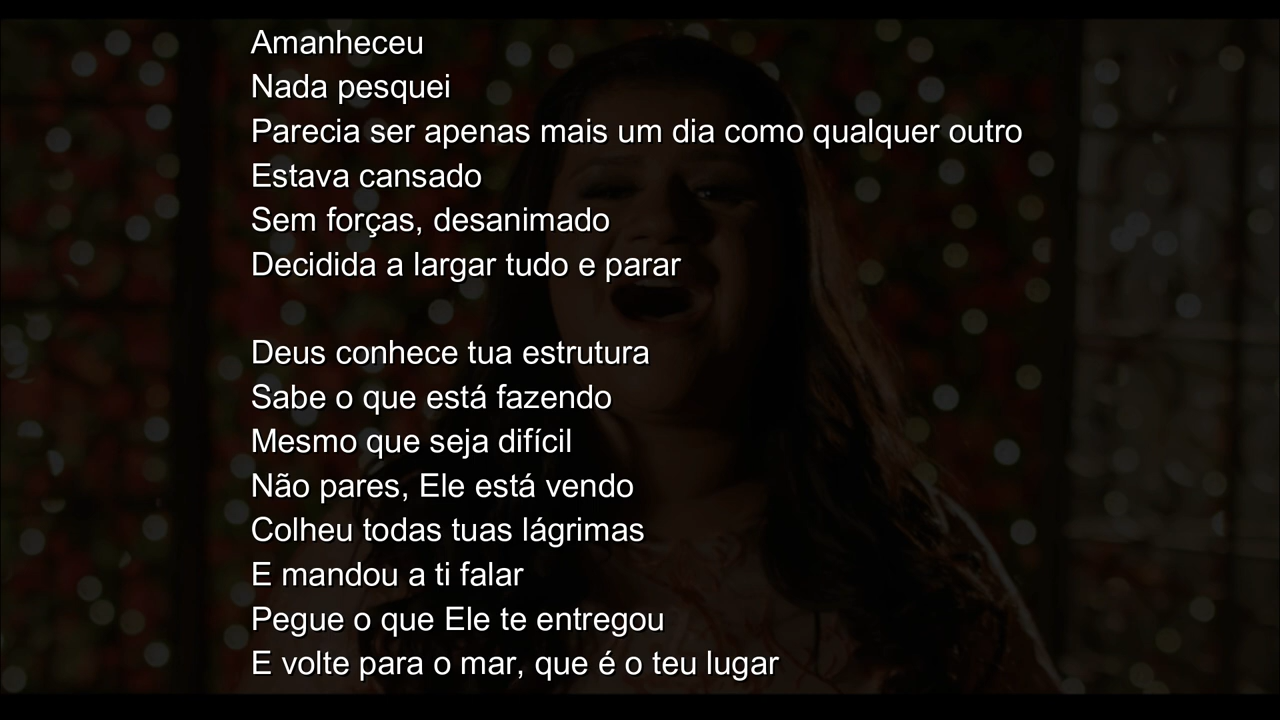 Amanheceu
Nada pesquei
Parecia ser apenas mais um dia como qualquer outro
Estava cansado
Sem forças, desanimado
Decidida a largar tudo e parar
Deus conhece tua estrutura
Sabe o que está fazendo
Mesmo que seja difícil
Não pares, Ele está vendo
Colheu todas tuas lágrimas
E mandou a ti falar
Pegue o que Ele te entregou
E volte para o mar, que é o teu lugar